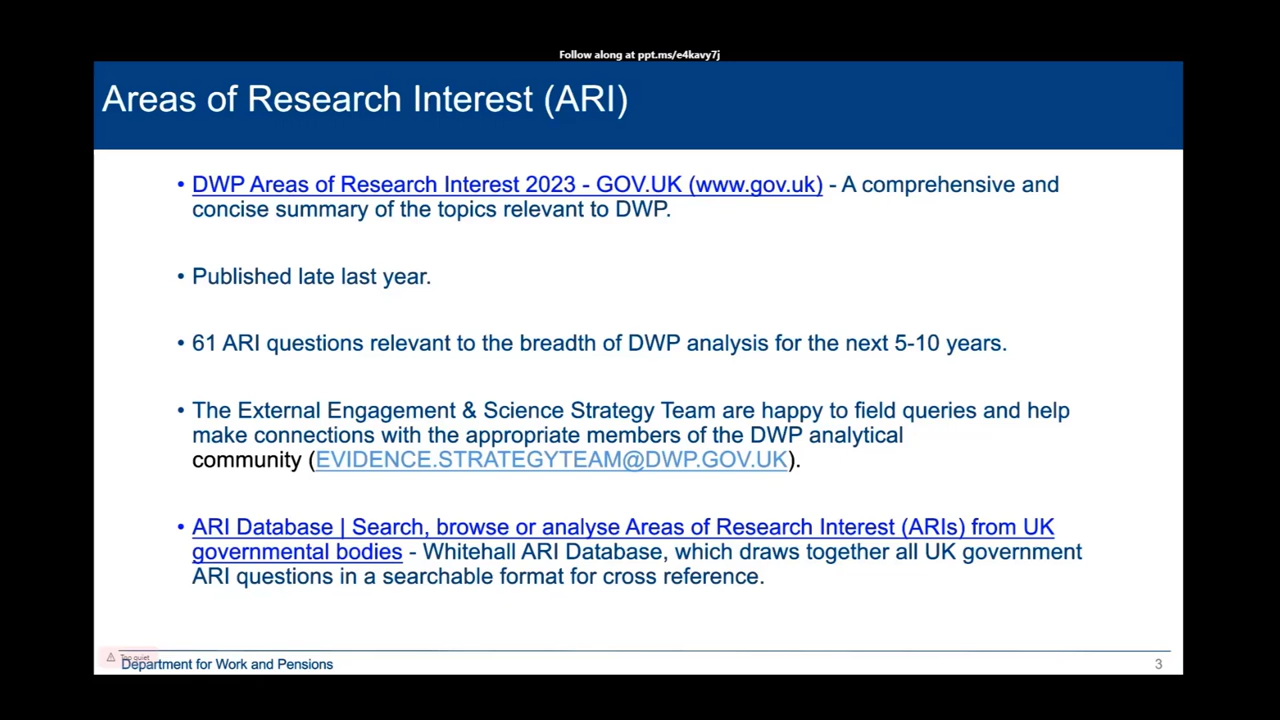 Follow along at ppt.ms/e4kavy7j
Areas of Research Interest (ARI)
• DWP Areas of Research Interest 2023 - GOV.UK (www.gov.uk) - A comprehensive and
concise summary of the topics relevant to DWP.
• Published late last year.
• 61 ARI questions relevant to the breadth of DWP analysis for the next 5-10 years.
• The External Engagement & Science Strategy Team are happy to field queries and help
make connections with the appropriate members of the DWP analytical
community (EVIDENCE.STRATEGYTEAM@DWP.GOV.UK).
• ARI Database | Search, browse or analyse Areas of Research Interest (ARIs) from UK
governmental bodies - Whitehall ARI Database, which draws together all UK government
ARI questions in a searchable format for cross reference.
Too quiet
Department for Work and Pensions
3